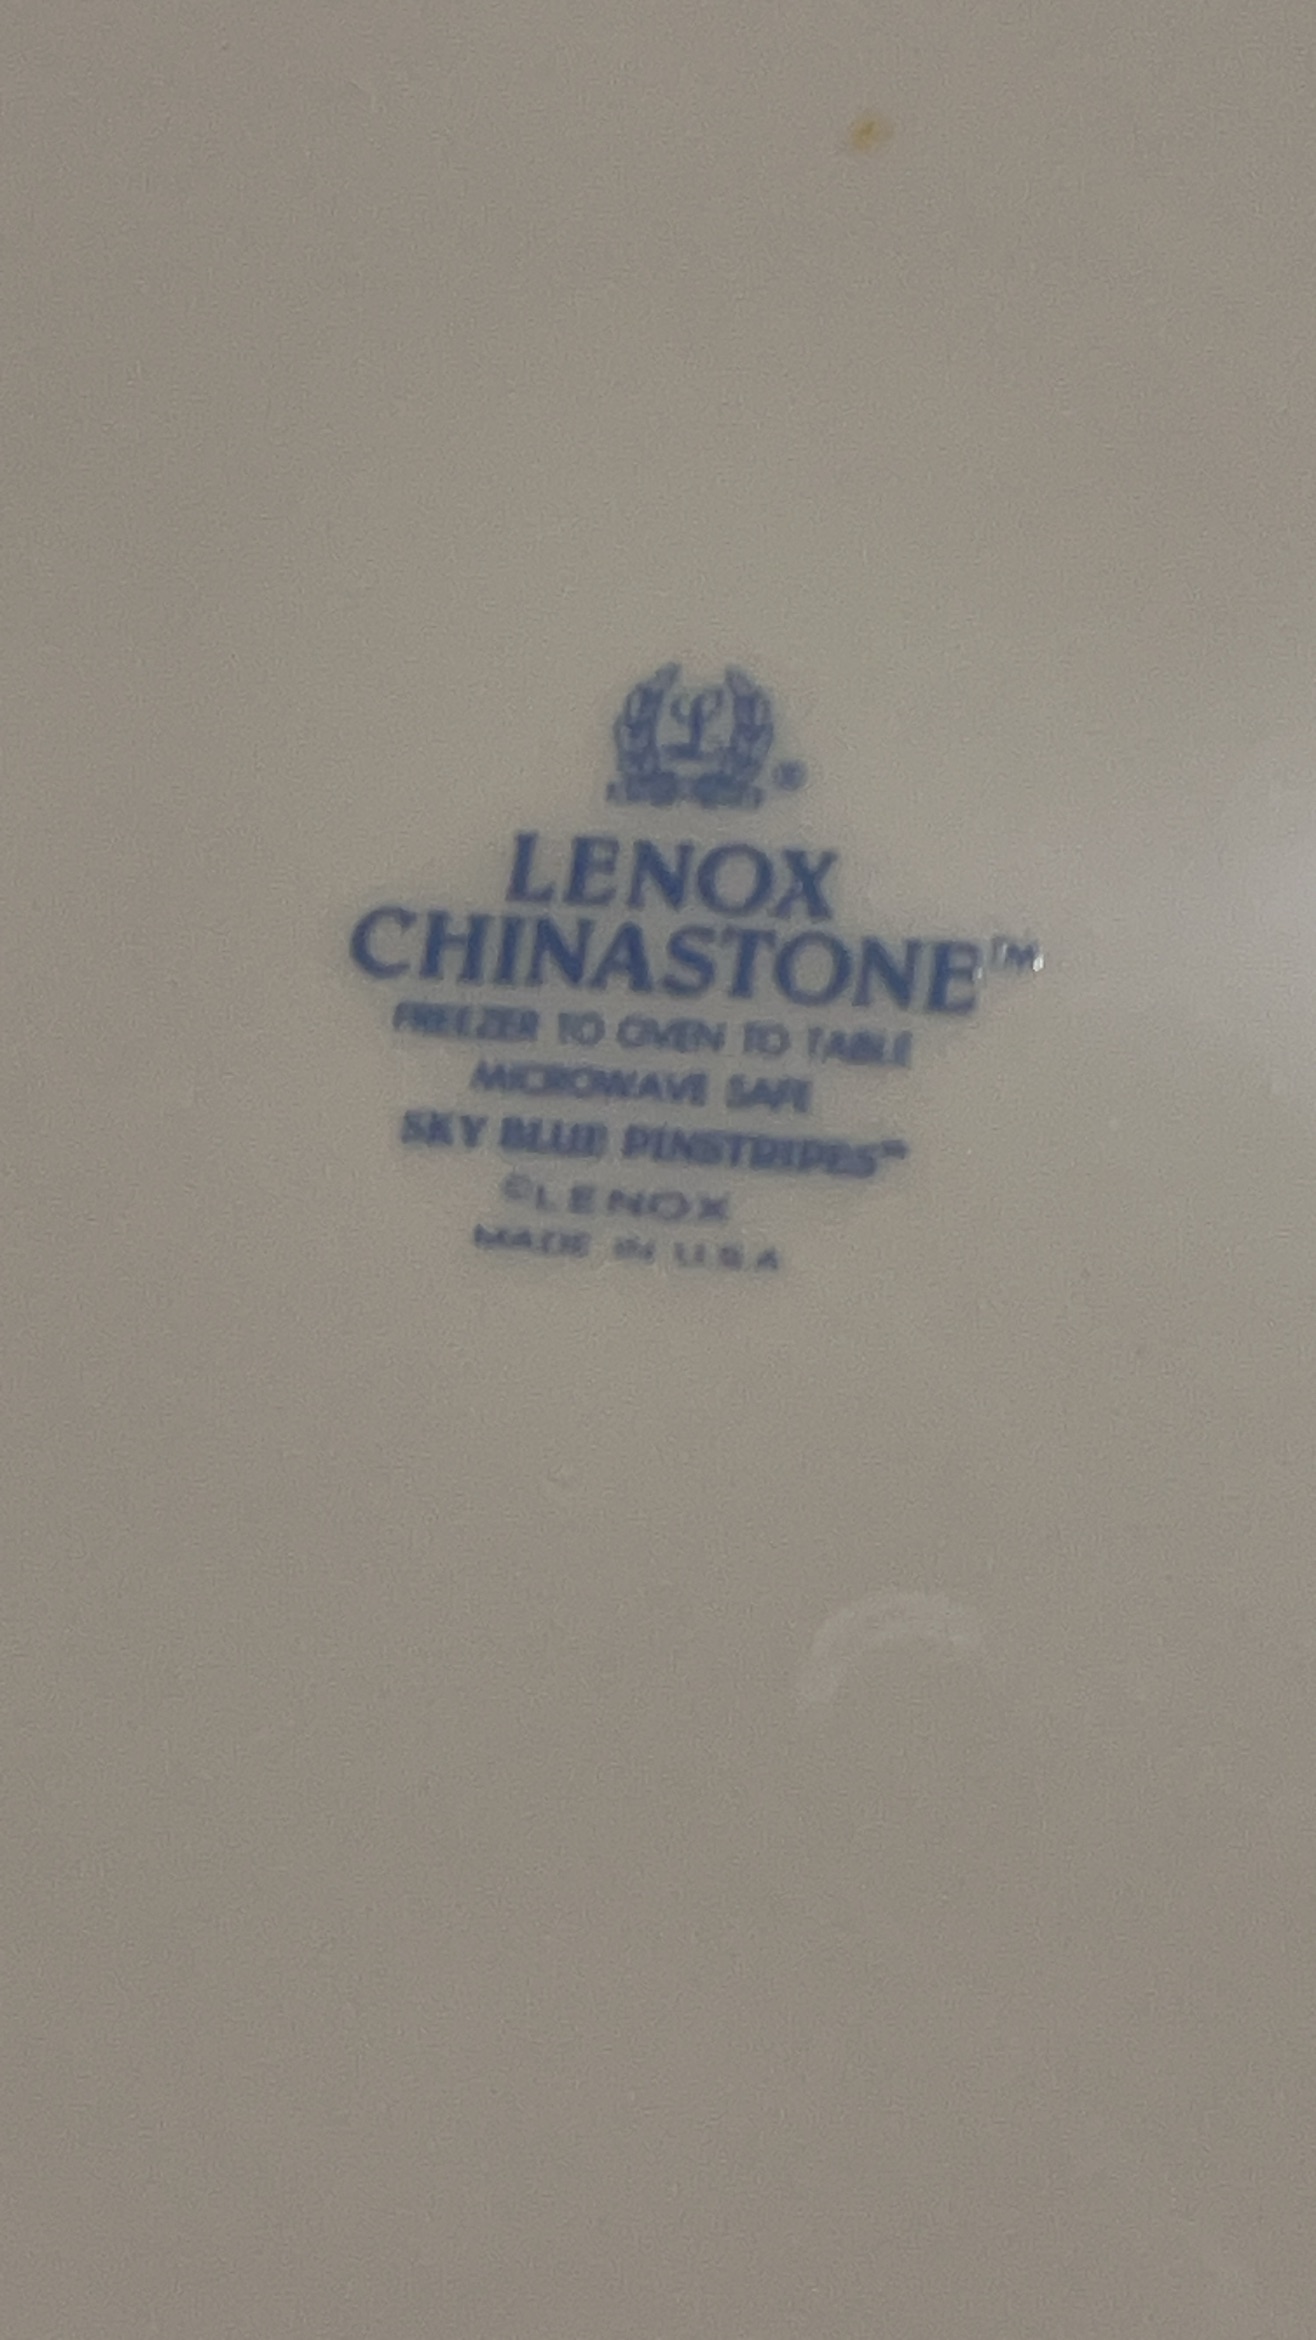 L ®
LENOX
CHINASTONE™
FREEZER TO OVEN TO TABLE
MICROWAVE SAFE
SKY BLUE PINSTRIPES™
©LENOX
MADE IN U.S.A